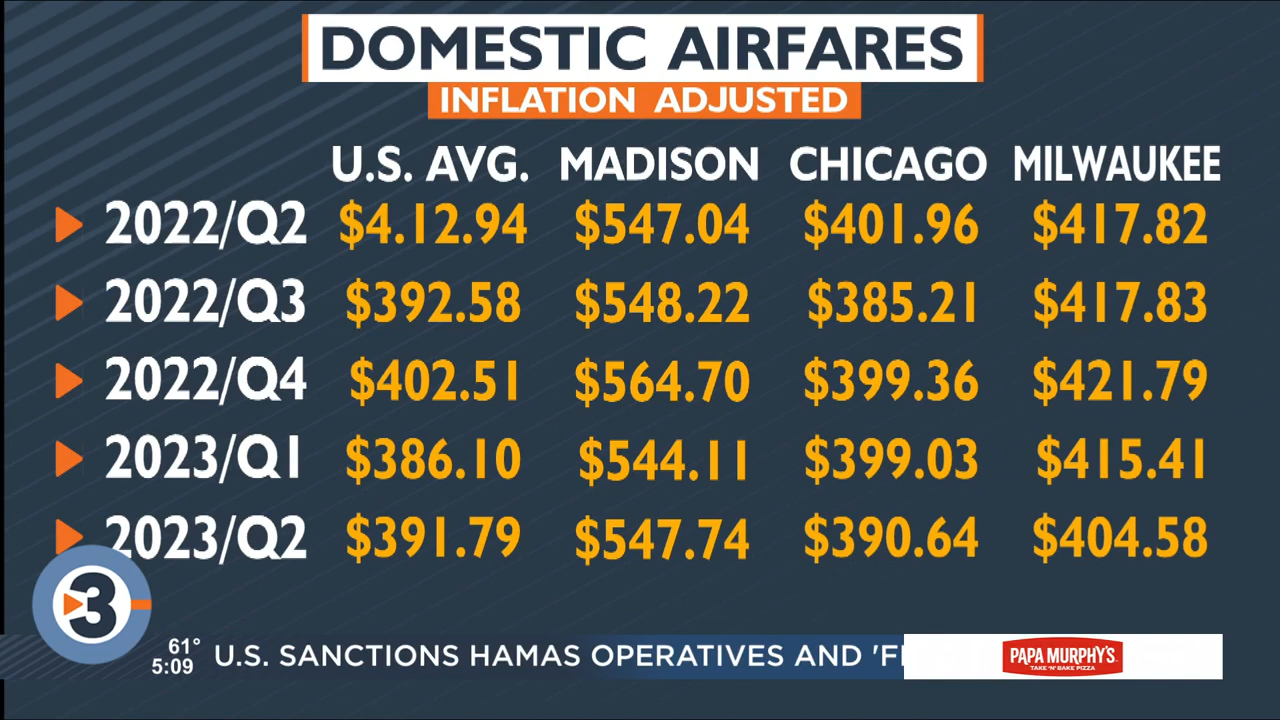 DOMESTIC AIRFARES
INFLATION ADJUSTED
U.S. AVG. MADISON CHICAGO MILWAUKEE
2022/Q2 $4.12.94 $547.04 $401.96 $417.82
2022/Q3 $392.58 $548.22 $385.21 $417.83
2022/Q4 $402.51 $564.70 $399.36 $421.79
2023/Q1 $386.10 $544.11 $399.03 $415.41
2023/Q2 $391.79 $547.74 $390.64 $404.58
3
61°
5:09
U.S. SANCTIONS HAMAS OPERATIVES AND 'F
PAPA MURPHY'S
TAKE 'N' BAKE PIZZA